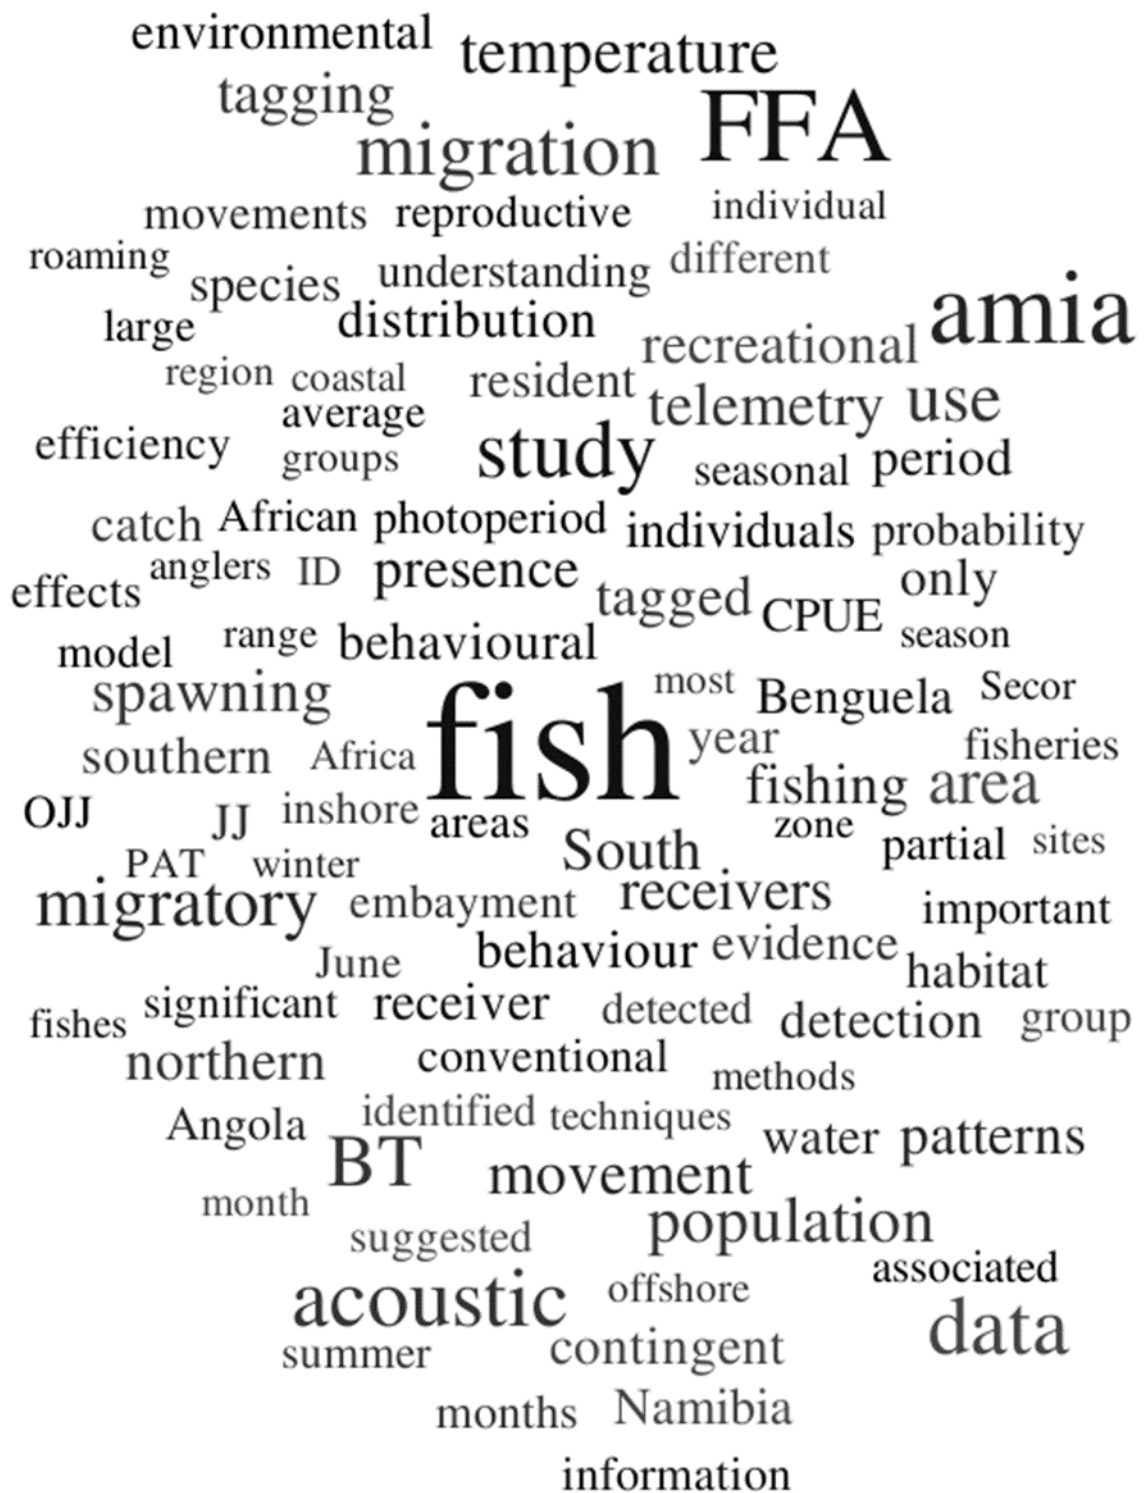 environmental temperature
tagging FFA
migration
movements reproductive individual
roaming species understanding different
large distribution recreational amia
region coastal resident telemetry use
average
efficiency groups study seasonal period
catch African photoperiod individuals probability
effects anglers ID presence tagged CPUE only
model range behavioural season
spawning most Benguela Secor
southern Africa fish year fisheries
fishing area
OJJ JJ inshore areas zone partial sites
PAT winter South
migratory embayment receivers important
June behaviour evidence habitat
fishes significant receiver detected detection group
northern conventional methods
Angola identified techniques water patterns
BT movement
month population
suggested associated
acoustic offshore data
summer contingent
months Namibia
information